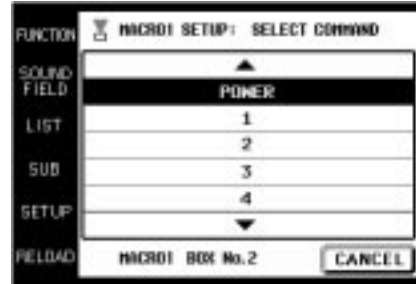 FUNCTION
SOUND
FIELD
LIST
SUB
SETUP
RELOAD
MACRO1 SETUP: SELECT COMMAND
POWER
1
2
3
4
MACRO1 BOX No.2
CANCEL